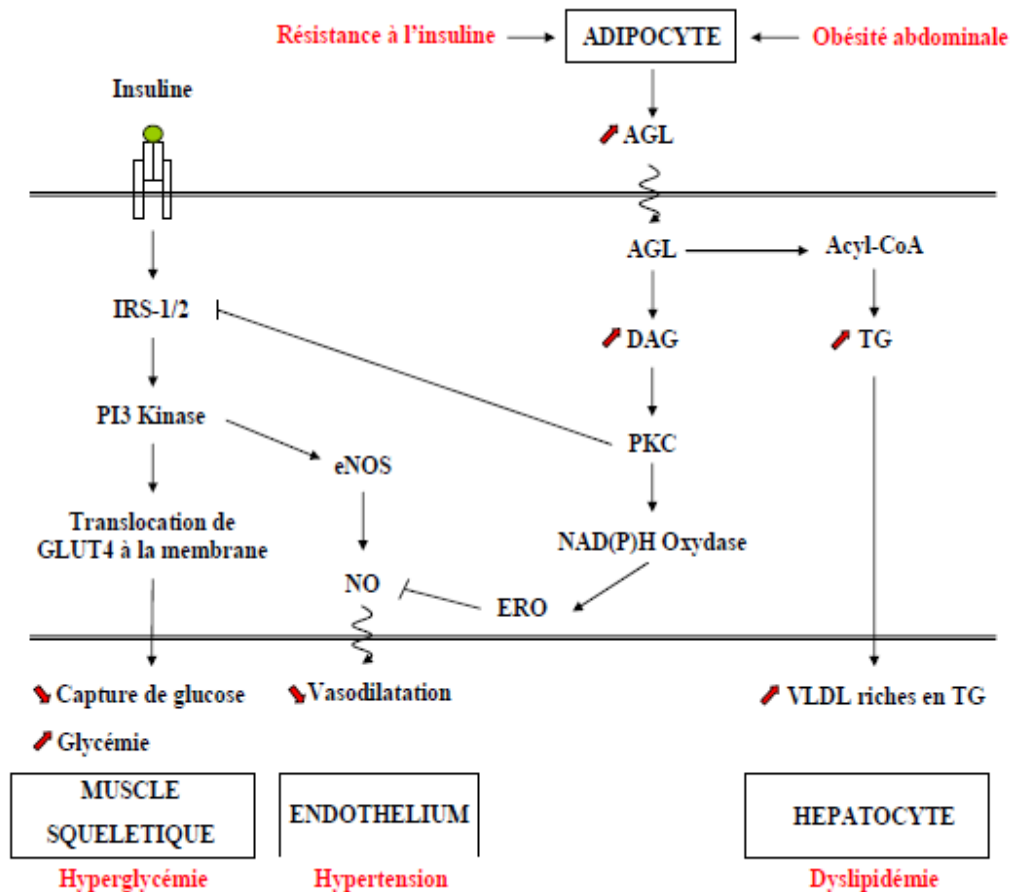 Résistance à l’insuline
ADIPOCYTE
Obésité abdominale
Insuline
AGL
AGL
Acyl-CoA
IRS-1/2
DAG
TG
PI3 Kinase
PKC
eNOS
Translocation de
GLUT4 à la membrane
NAD(P)H Oxydase
NO
ERO
Capture de glucose
Vasodilatation
VLDL riches en TG
Glycémie
MUSCLE
SQUELETIQUE
ENDOTHELIUM
HEPATOCYTE
Hyperglycémie
Hypertension
Dyslipidémie